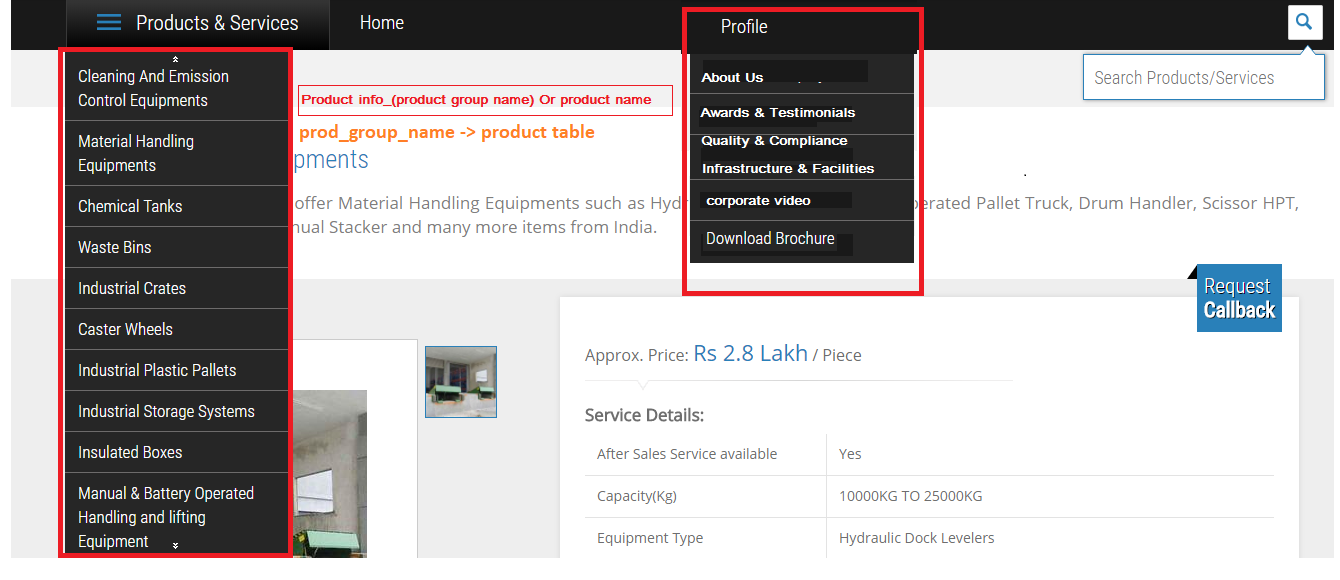 Products & Services
Home
Profile
Cleaning And Emission
Control Equipments
Material Handling
Equipments
Chemical Tanks
Waste Bins
Industrial Crates
Caster Wheels
Industrial Plastic Pallets
Industrial Storage Systems
Insulated Boxes
Manual & Battery Operated
Handling and lifting
Equipment
Product info_(product group name) Or product name
prod_group_name -> product table
pments
offer Material Handling Equipments such as Hydr
erated Pallet Truck, Drum Handler, Scissor HPT,
nual Stacker and many more items from India.
About Us
Awards & Testimonials
Quality & Compliance
Infrastructure & Facilities
corporate video
Download Brochure
Search Products/Services
Request
Callback
Approx. Price: Rs 2.8 Lakh / Piece
Service Details:
After Sales Service available Yes
Capacity(Kg) 10000KG TO 25000KG
Equipment Type Hydraulic Dock Levelers